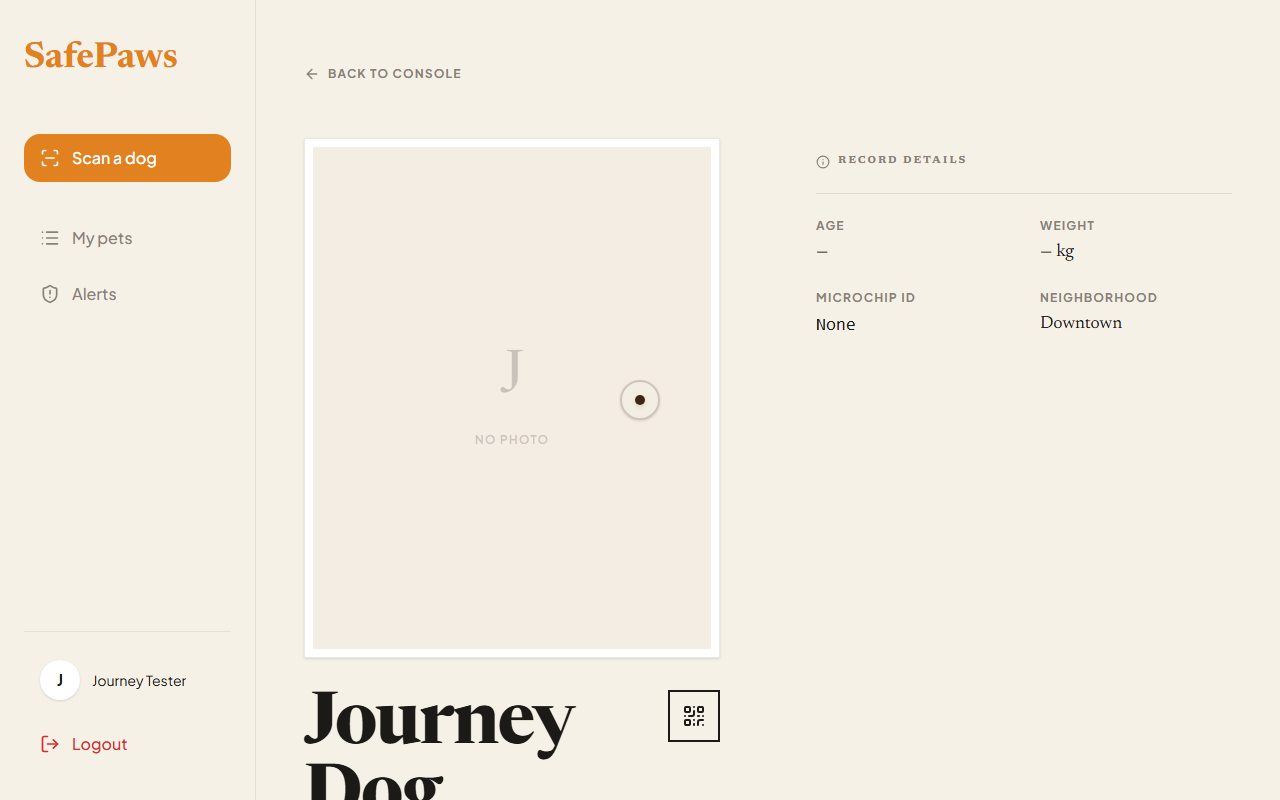 SafePaws
Scan a dog
My pets
Alerts
J
Journey Tester
Logout
BACK TO CONSOLE
J
NO PHOTO
Journey
Dog
RECORD DETAILS
AGE
—
WEIGHT
— kg
MICROCHIP ID
None
NEIGHBORHOOD
Downtown